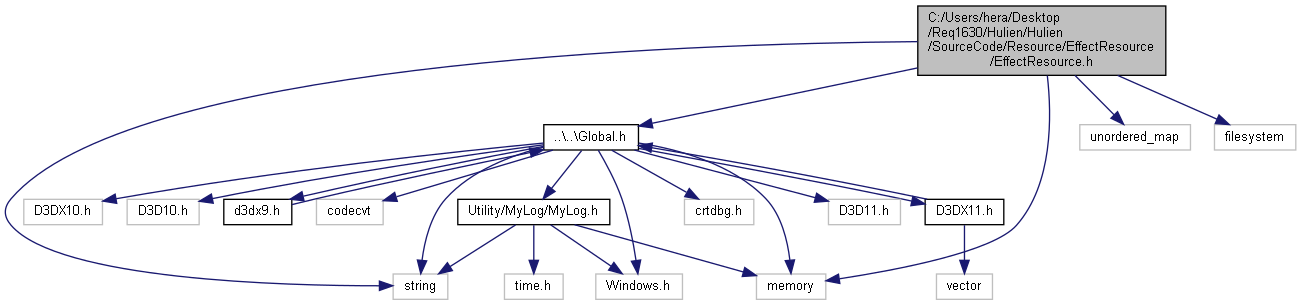 C:/Users/hera/Desktop
/Req1630/Hulien/Hulien
/SourceCode/Resource/EffectResource
/EffectResource.h
..\..\Global.h
unordered_map
filesystem
D3DX10.h
D3D10.h
d3dx9.h
codecvt
Utility/MyLog/MyLog.h
crtdbg.h
D3D11.h
D3DX11.h
string
time.h
Windows.h
memory
vector